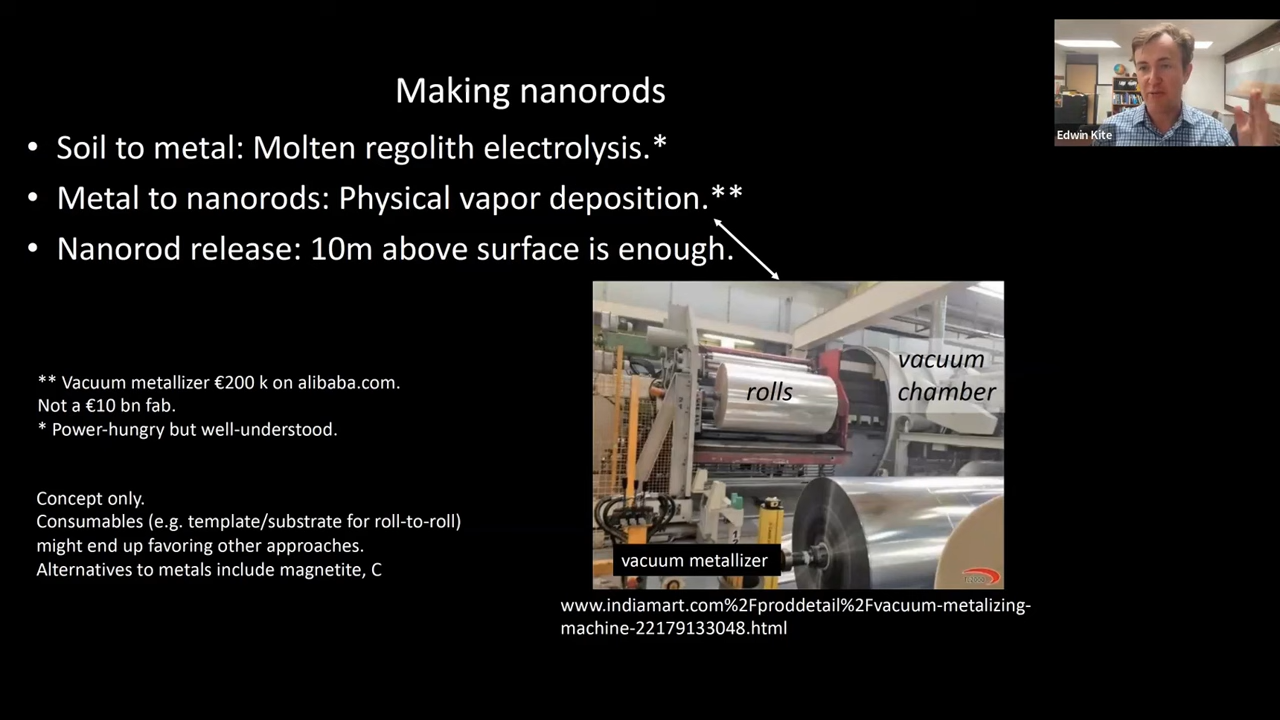 Making nanorods
• Soil to metal: Molten regolith electrolysis.*
• Metal to nanorods: Physical vapor deposition.**
• Nanorod release: 10m above surface is enough.
Edwin Kite
** Vacuum metallizer €200 k on alibaba.com.
Not a €10 bn fab.
* Power-hungry but well-understood.
Concept only.
Consumables (e.g. template/substrate for roll-to-roll)
might end up favoring other approaches.
Alternatives to metals include magnetite, C
rolls
vacuum
chamber
vacuum metallizer
www.indiamart.com%2Fproddetail%2Fvacuum-metalizing-
machine-22179133048.html